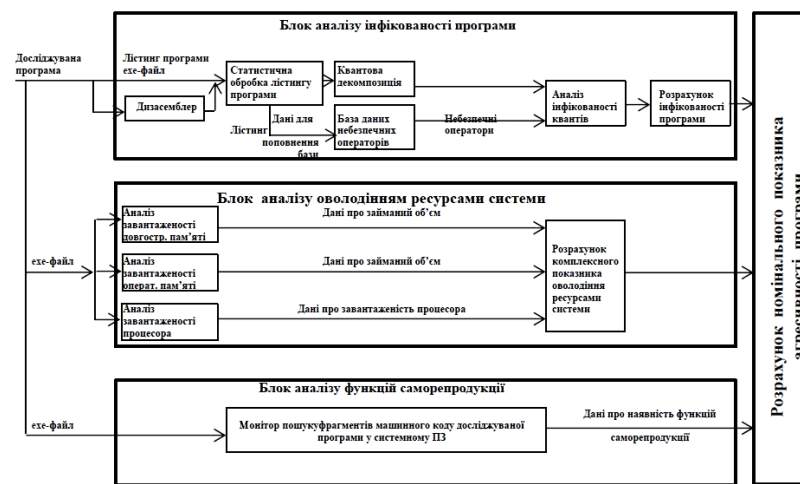 Блок аналізу інфікованості програми
Досліджувана
програма
Лістинг програми
exe-файл
Дизасемблер
Статистична
обробка лістингу
програми
Квантова
декомпозиція
Лістинг
Дані для
поповнення
бази
База даних
небезпечних
операторів
Небезпечні
оператори
Аналіз
інфікованості
квантів
Розрахунок
інфікованості
програми
Блок аналізу оволодінням ресурсами системи
exe-файл
Аналіз
завантаженості
довгостр. пам’яті
Дані про займаний об’єм
Аналіз
завантаженості
операт. пам’яті
Дані про займаний об’єм
Аналіз
завантаженості
процесора
Дані про завантаженість процесора
Розрахунок
комплексного
показника
оволодіння
ресурсами
системи
Блок аналізу функцій саморепродукції
exe-файл
Монітор пошукуфрагментів машинного коду досліджуваної
програми у системному ПЗ
Дані про наявність функцій
саморепродукції
Розрахунок номінального показника
агресивності програми